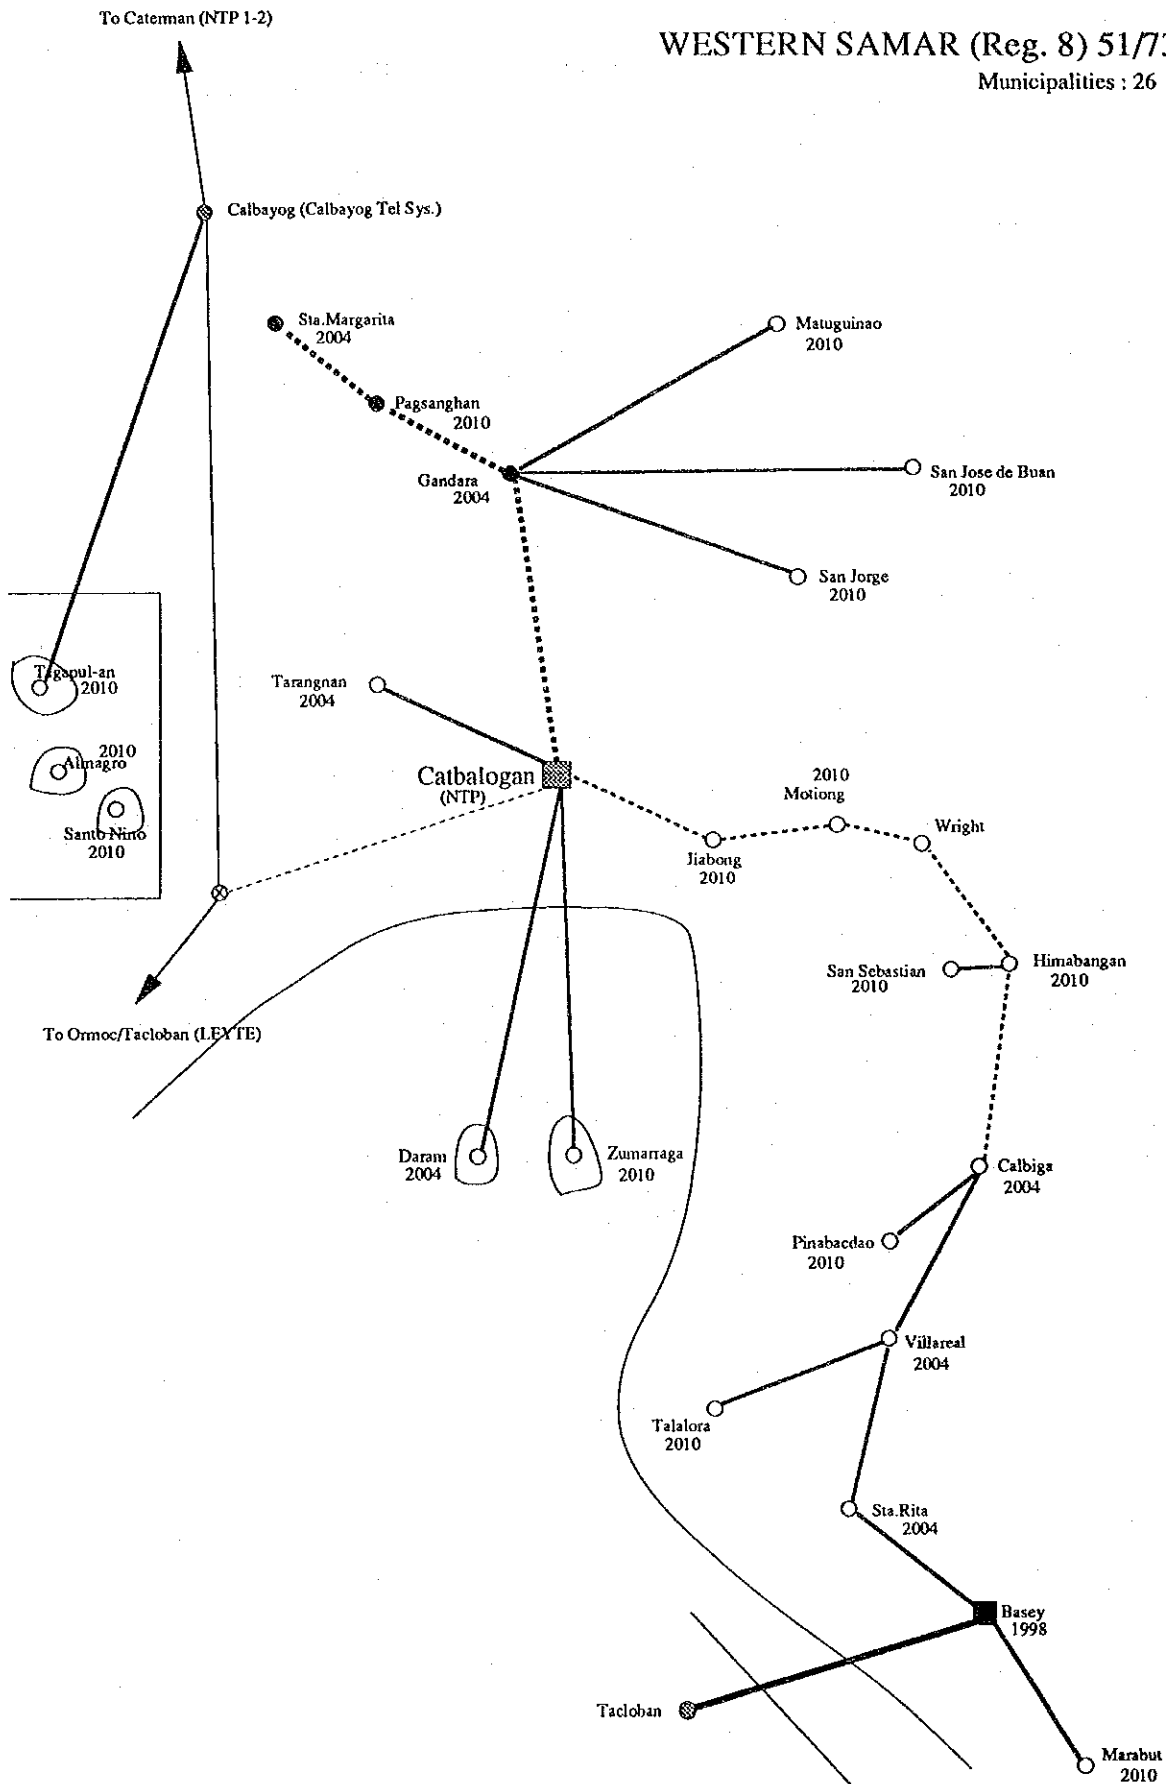 To Caterman (NTP 1-2)
WESTERN SAMAR (Reg. 8) 51/73
Municipalities : 26
Calbayog (Calbayog Tel Sys.)
Sta.Margarita
2004
Matuguinao
2010
Pagsanghan
2010
Gandara
2004
San Jose de Buan
2010
San Jorge
2010
Tagapul-an
2010
Tarangnan
2004
2010
Almagro
Santo Nino
2010
Catbalogan
(NTP)
2010
Motiong
Wright
Jiabong
2010
San Sebastian
2010
Himabangan
2010
To Ormoc/Tacloban (LEYTE)
Daram
2004
Zumarraga
2010
Calbiga
2004
Pinabacdao
2010
Villareal
2004
Talalora
2010
Sta.Rita
2004
Basey
1998
Tacloban
Marabut
2010